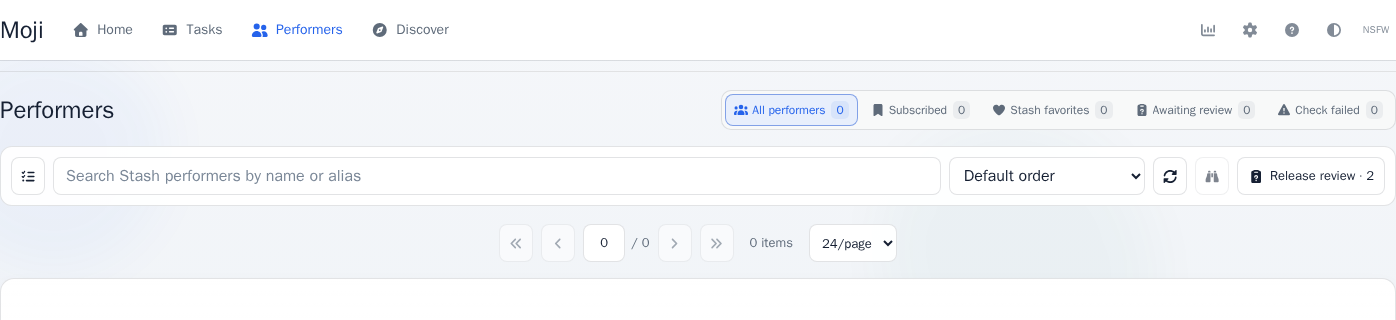 Moji Home Tasks Performers Discover NSFW
Performers All performers 0 Subscribed 0 Stash favorites 0 Awaiting review 0 Check failed 0
Search Stash performers by name or alias Default order Release review · 2
0 / 0 0 items 24/page